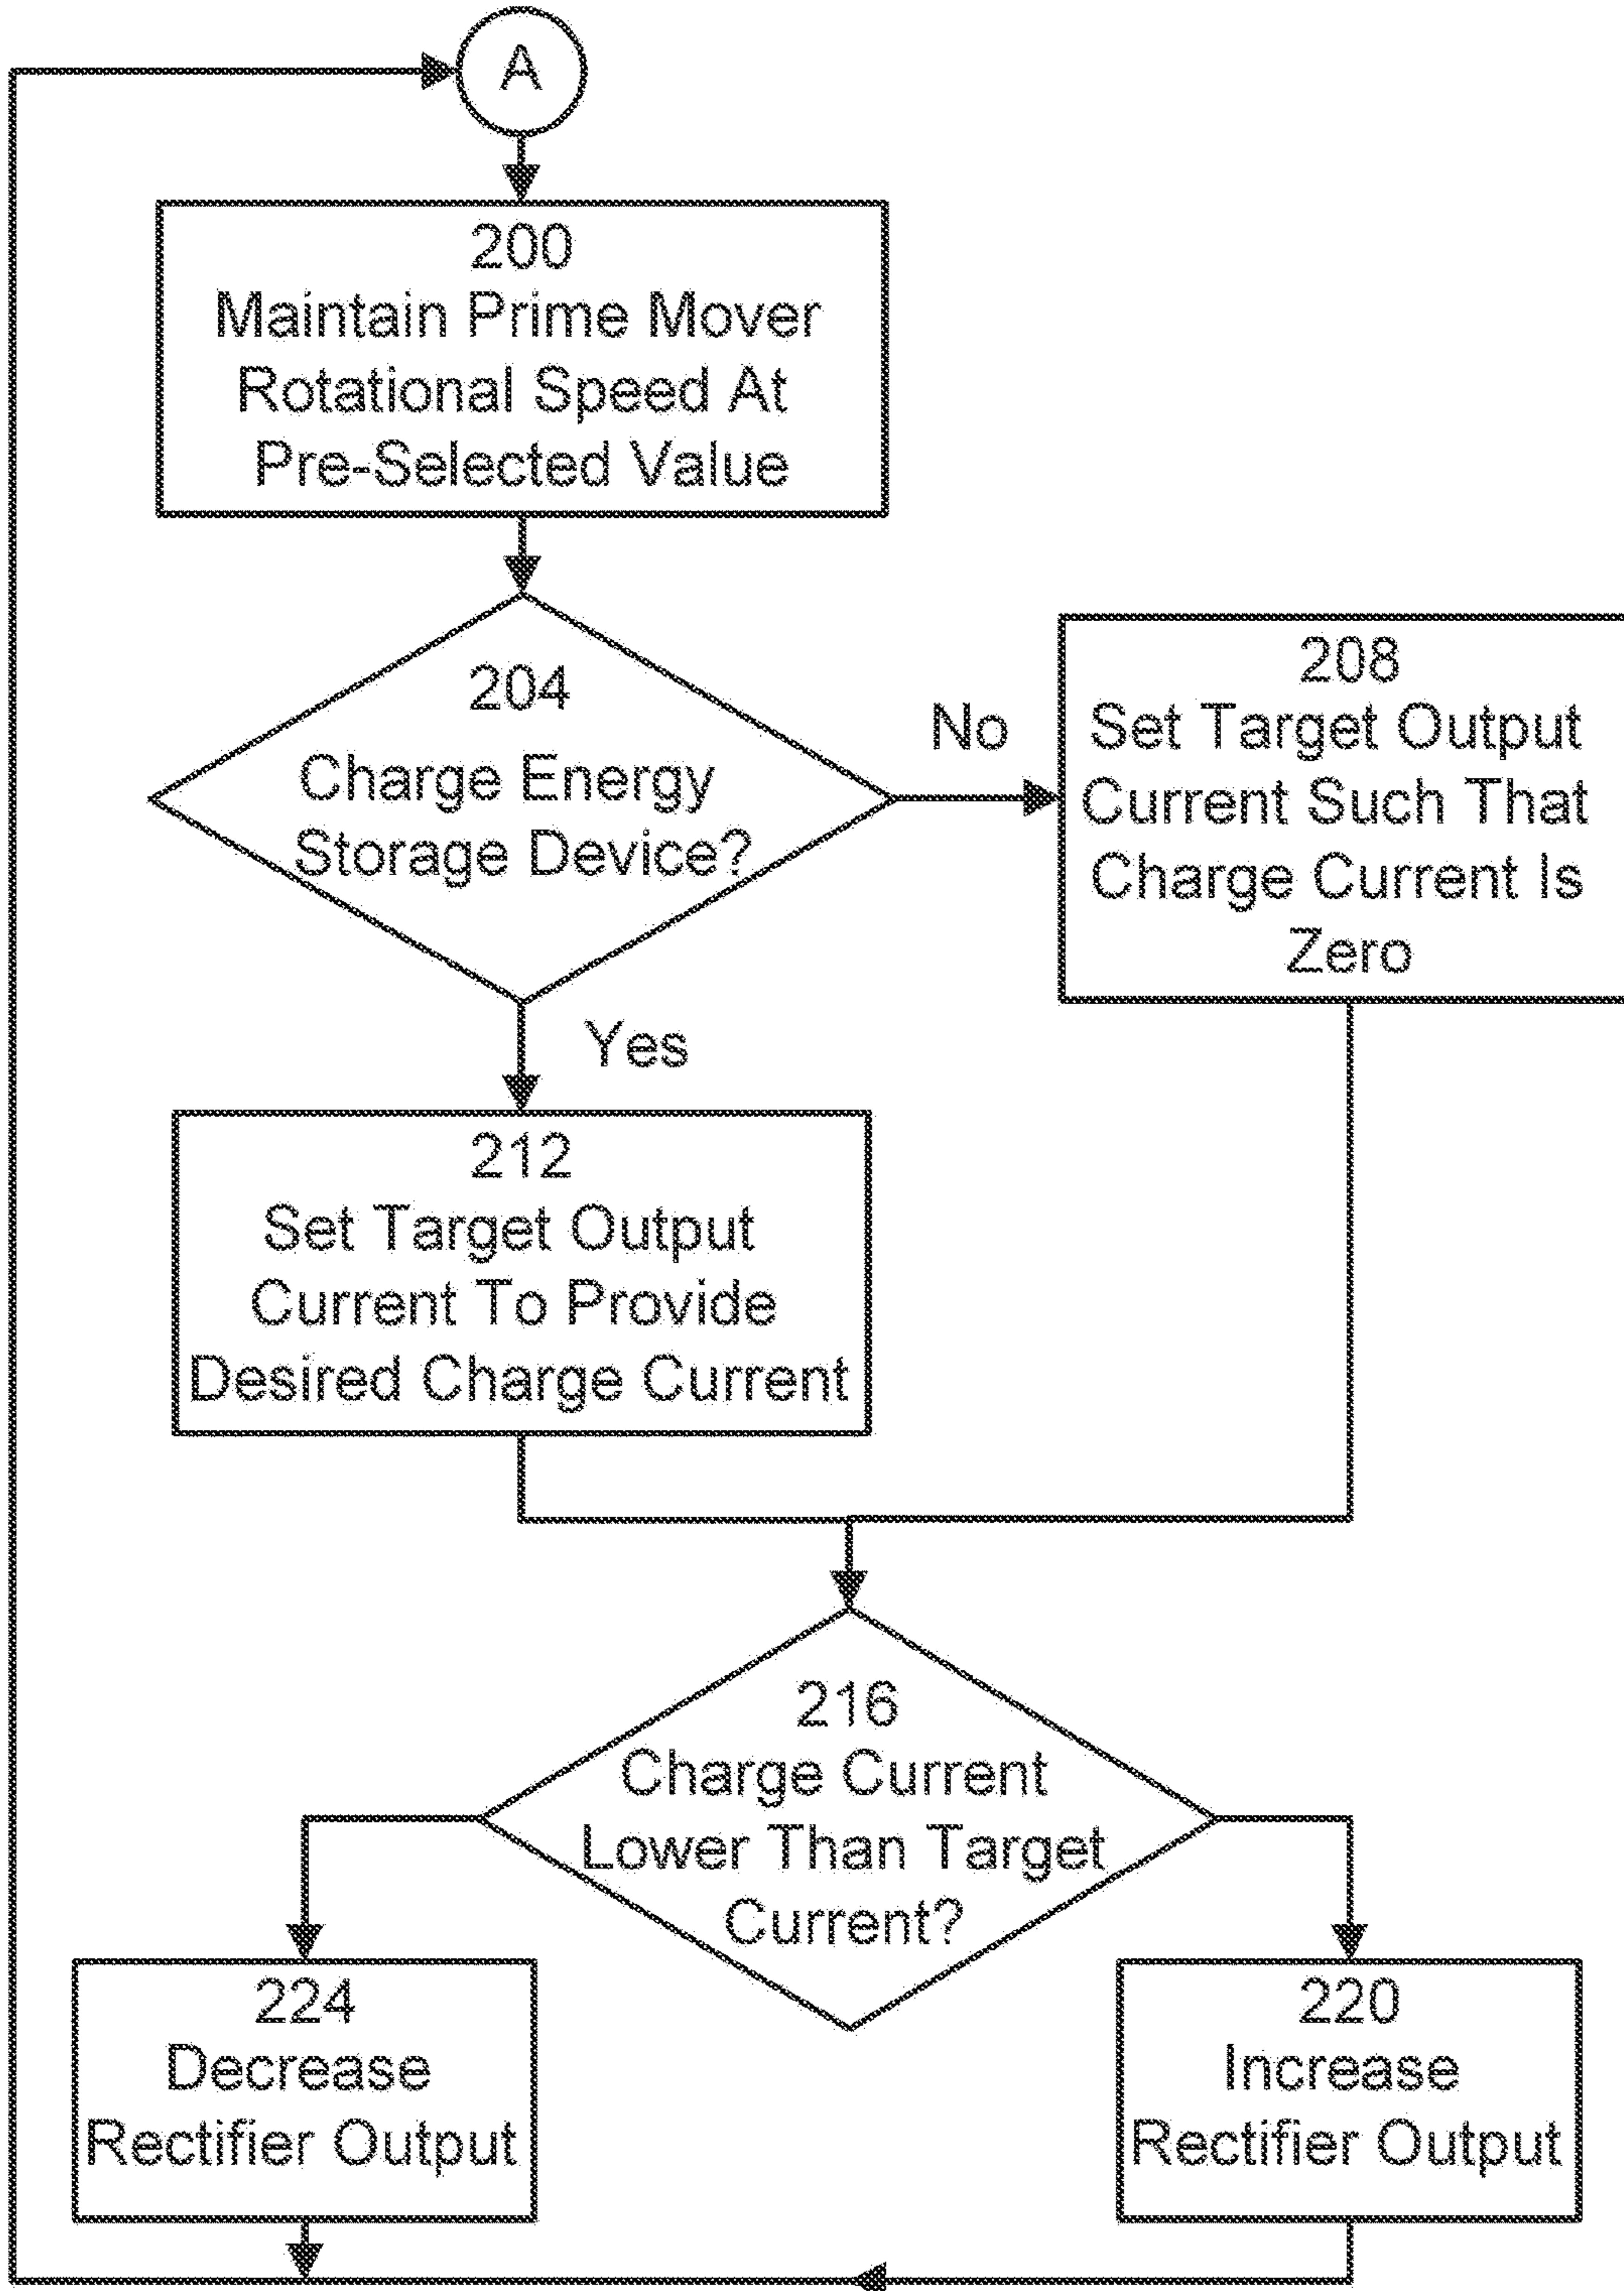 A
200
Maintain Prime Mover
Rotational Speed At
Pre-Selected Value
204
Charge Energy
Storage Device?
No
208
Set Target Output
Current Such That
Charge Current Is
Zero
Yes
212
Set Target Output
Current To Provide
Desired Charge Current
216
Charge Current
Lower Than Target
Current?
224
Decrease
Rectifier Output
220
Increase
Rectifier Output